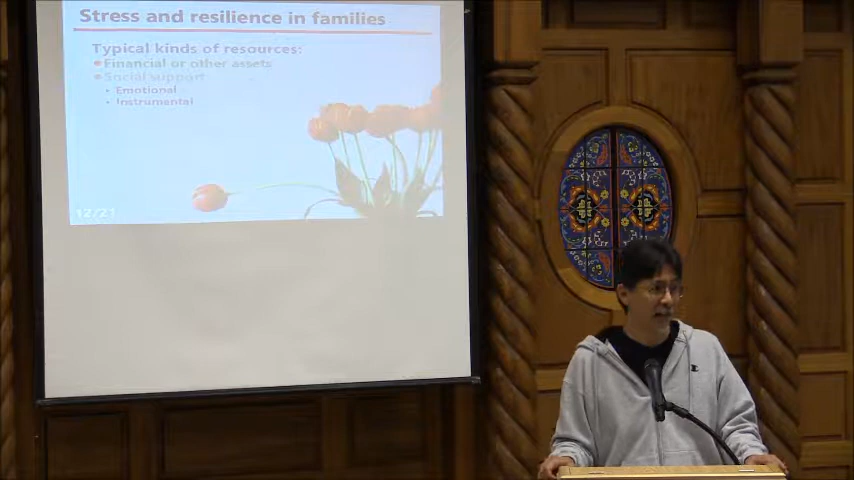 Stress and resilience in families
Typical kinds of resources:
Financial or other assets
Social support
Emotional
Instrumental
12/21